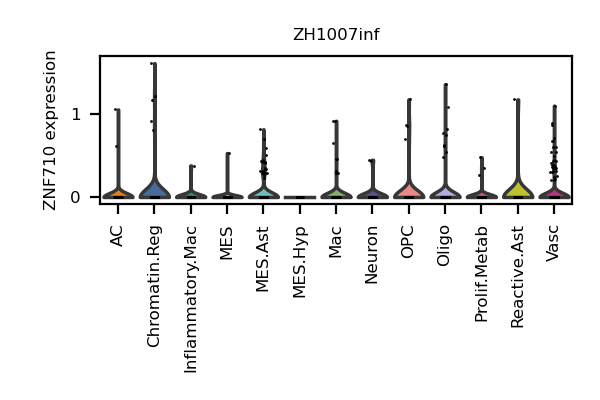 ZH1007inf
ZNF710 expression
1
0
AC
Chromatin.Reg
Inflammatory.Mac
MES
MES.Ast
MES.Hyp
Mac
Neuron
OPC
Oligo
Prolif.Metab
Reactive.Ast
Vasc